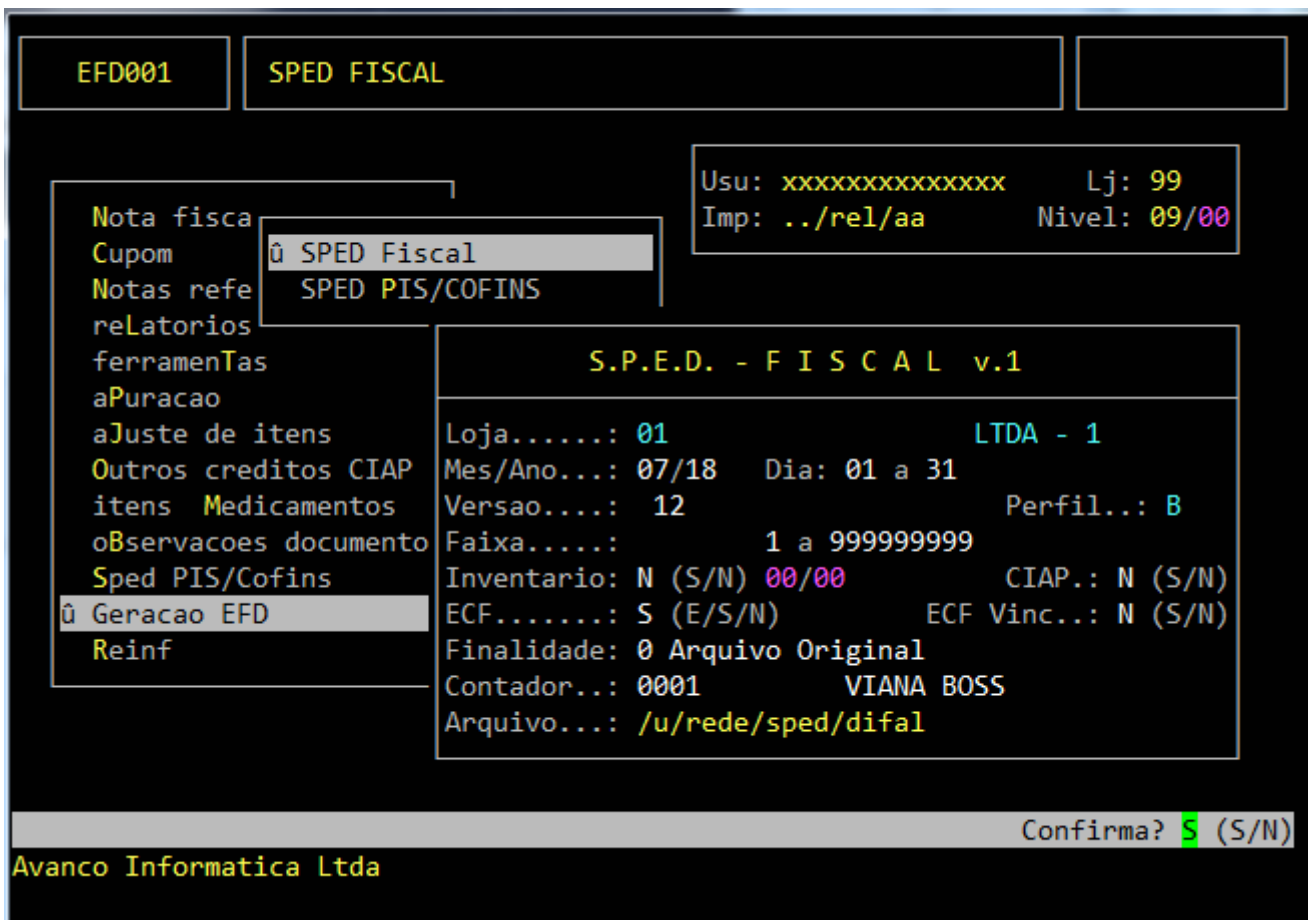 EFD001 SPED FISCAL
Usu: xxxxxxxxxxxxxx Lj: 99
Imp: ../rel/aa Nivel: 09/00
Nota fisca
Cupom
Notas refe
reLatorios
ferramenTas
aPuracao
aJuste de itens
Outros creditos CIAP
itens Medicamentos
oBservacoes documento
Sped PIS/Cofins
û Geracao EFD
Reinf
û SPED Fiscal
SPED PIS/COFINS
S.P.E.D. - F I S C A L v.1
Loja......: 01 LTDA - 1
Mes/Ano...: 07/18 Dia: 01 a 31
Versao....: 12 Perfil..: B
Faixa.....: 1 a 999999999
Inventario: N (S/N) 00/00 CIAP.: N (S/N)
ECF.......: S (E/S/N) ECF Vinc..: N (S/N)
Finalidade: 0 Arquivo Original
Contador..: 0001 VIANA BOSS
Arquivo...: /u/rede/sped/difal
Confirma? S (S/N)
Avanco Informatica Ltda